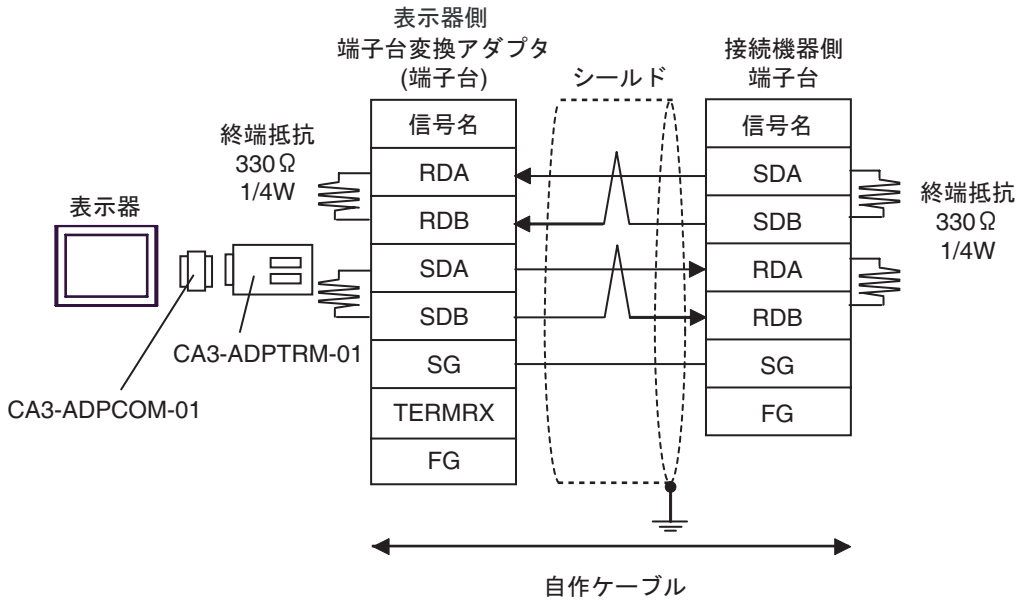 表示器側
端子台変換アダプタ
(端子台)
シールド
接続機器側
端子台
終端抵抗
330Ω
1/4W
表示器
CA3-ADPCOM-01
CA3-ADPTRM-01
信号名
RDA
RDB
SDA
SDB
SG
TERMRX
FG
信号名
SDA
SDB
RDA
RDB
SG
FG
終端抵抗
330Ω
1/4W
自作ケーブル